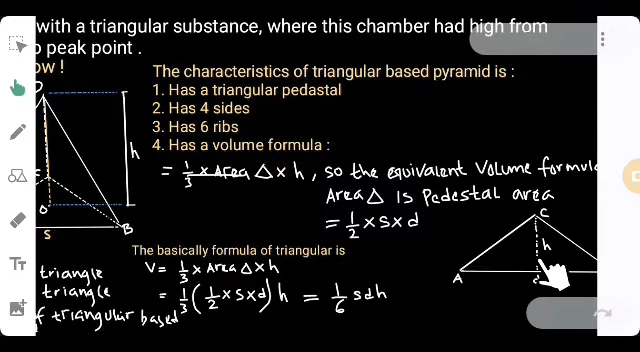 with a triangular substance, where this chamber had high from
peak point .
ow !
The characteristics of triangular based pyramid is :
1. Has a triangular pedastal
2. Has 4 sides
3. Has 6 ribs
4. Has a volume formula :
= 1/3 x Area Δ x h , so the equivalent volume formula
Area Δ is Pedestal area
= 1/2 x s x d
h
O
S
B
The basically formula of triangular is
V = 1/3 x Area Δ x h
= 1/3 (1/2 x s x d) h = 1/6 sdh
triangle
triangle
f triangular based
A
C
h